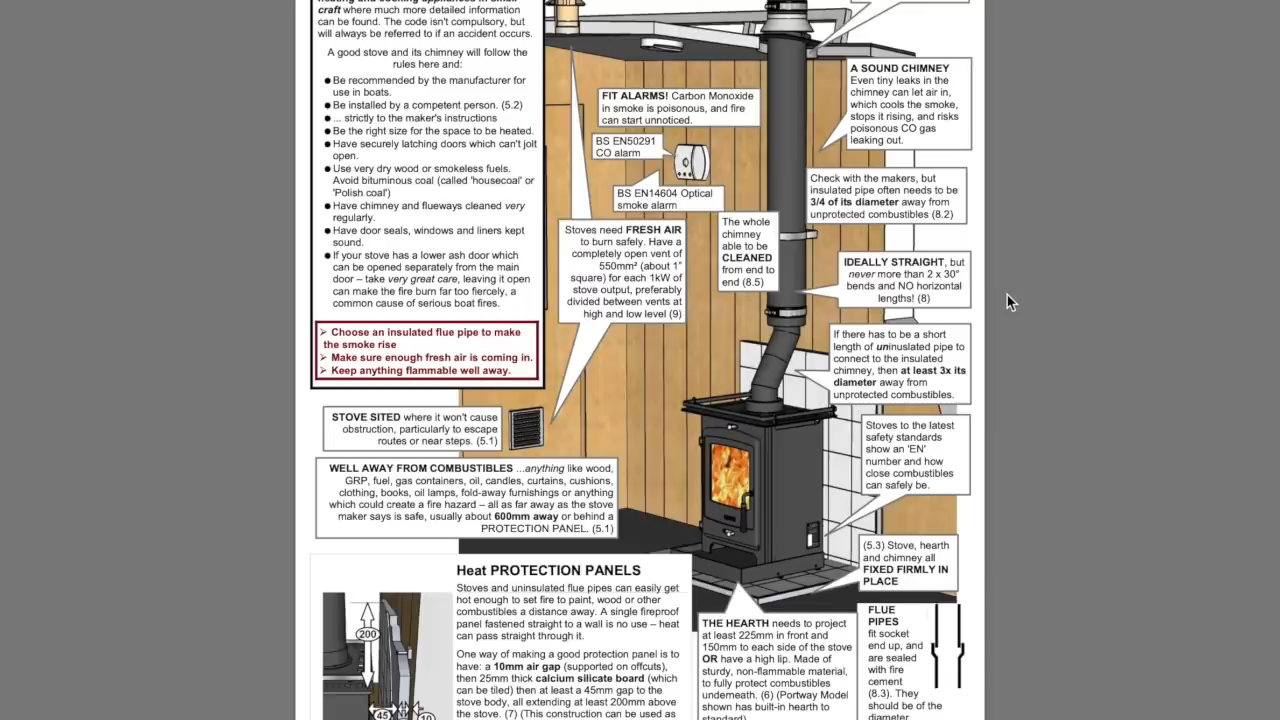 heating and cooking appliances in small
craft where much more detailed information
can be found. The code isn't compulsory, but
will always be referred to if an accident occurs.
A good stove and its chimney will follow the
rules here and:
● Be recommended by the manufacturer for
use in boats.
● Be installed by a competent person. (5.2)
● ... strictly to the maker's instructions
● Be the right size for the space to be heated.
● Have securely latching doors which can't jolt
open.
● Use very dry wood or smokeless fuels.
Avoid bituminous coal (called 'housecoal' or
'Polish coal')
● Have chimney and flueways cleaned very
regularly.
● Have door seals, windows and liners kept
sound.
● If your stove has a lower ash door which
can be opened separately from the main
door – take very great care, leaving it open
can make the fire burn far too fiercely, a
common cause of serious boat fires.
➢ Choose an insulated flue pipe to make
the smoke rise
➢ Make sure enough fresh air is coming in.
➢ Keep anything flammable well away.
FIT ALARMS! Carbon Monoxide
in smoke is poisonous, and fire
can start unnoticed.
BS EN50291
CO alarm
BS EN14604 Optical
smoke alarm
A SOUND CHIMNEY
Even tiny leaks in the
chimney can let air in,
which cools the smoke,
stops it rising, and risks
poisonous CO gas
leaking out.
Check with the makers, but
insulated pipe often needs to be
3/4 of its diameter away from
unprotected combustibles (8.2)
The whole
chimney
able to be
CLEANED
from end to
end (8.5)
Stoves need FRESH AIR
to burn safely. Have a
completely open vent of
550mm² (about 1"
square) for each 1kW of
stove output, preferably
divided between vents at
high and low level (9)
IDEALLY STRAIGHT, but
never more than 2 x 30°
bends and NO horizontal
lengths! (8)
If there has to be a short
length of uninuslated pipe to
connect to the insulated
chimney, then at least 3x its
diameter away from
unprotected combustibles.
STOVE SITED where it won't cause
obstruction, particularly to escape
routes or near steps. (5.1)
Stoves to the latest
safety standards
show an 'EN'
number and how
close combustibles
can safely be.
WELL AWAY FROM COMBUSTIBLES ...anything like wood,
GRP, fuel, gas containers, oil, candles, curtains, cushions,
clothing, books, oil lamps, fold-away furnishings or anything
which could create a fire hazard – all as far away as the stove
maker says is safe, usually about 600mm away or behind a
PROTECTION PANEL. (5.1)
(5.3) Stove, hearth
and chimney all
FIXED FIRMLY IN
PLACE
Heat PROTECTION PANELS
Stoves and uninsulated flue pipes can easily get
hot enough to set fire to paint, wood or other
combustibles a distance away. A single fireproof
panel fastened straight to a wall is no use – heat
can pass straight through it.
One way of making a good protection panel is to
have: a 10mm air gap (supported on offcuts),
then 25mm thick calcium silicate board (which
can be tiled) then at least a 45mm gap to the
stove body, all extending at least 200mm above
the stove. (7) (This construction can be used as
200
45
10
THE HEARTH needs to project
at least 225mm in front and
150mm to each side of the stove
OR have a high lip. Made of
sturdy, non-flammable material,
to fully protect combustibles
underneath. (6) (Portway Model
shown has built-in hearth to
standard)
FLUE
PIPES
fit socket
end up, and
are sealed
with fire
cement
(8.3). They
should be of the
diameter